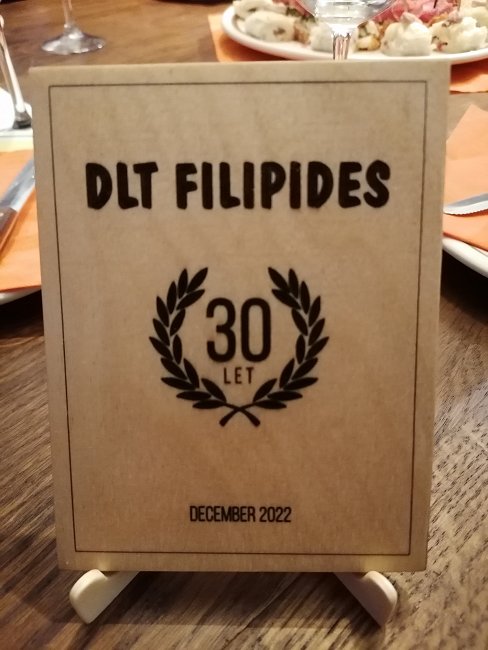 DLT FILIPIDES
30
LET
DECEMBER 2022